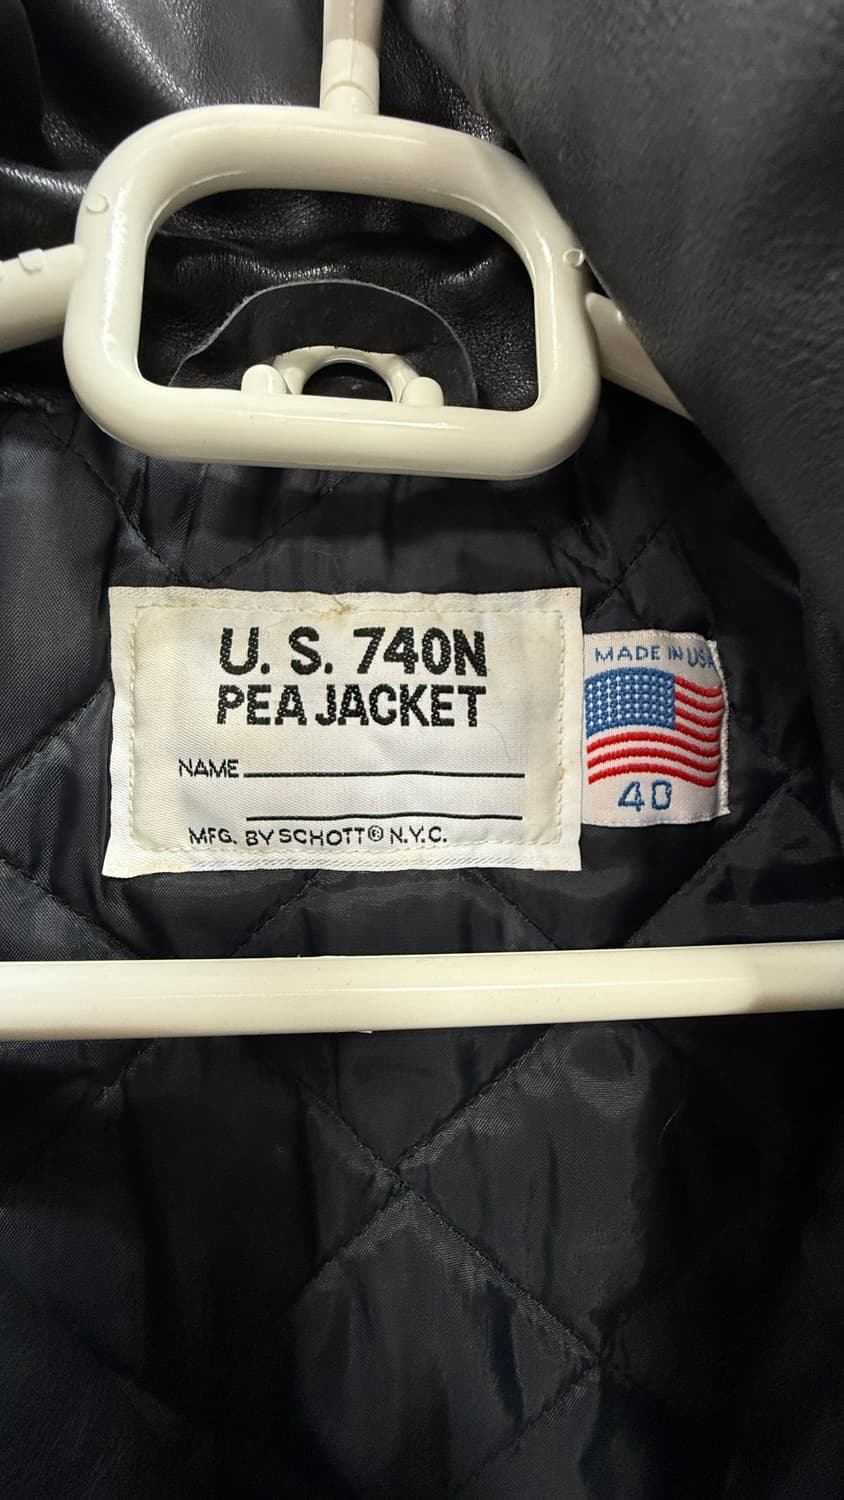 U. S. 740N
PEA JACKET
NAME
MFG. BY SCHOTT® N.Y.C.
MADE IN USA
40